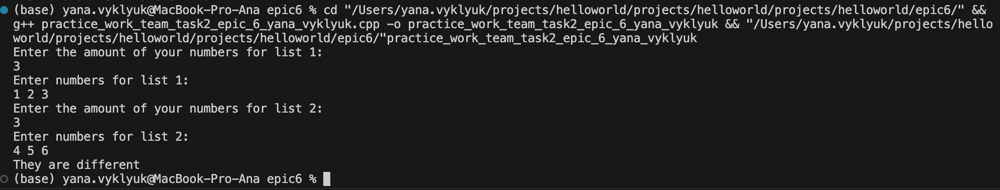 (base) yana.vyklyuk@MacBook-Pro-Ana epic6 % cd "/Users/yana.vyklyuk/projects/helloworld/projects/helloworld/projects/helloworld/epic6/" &&
g++ practice_work_team_task2_epic_6_yana_vyklyuk.cpp -o practice_work_team_task2_epic_6_yana_vyklyuk && "/Users/yana.vyklyuk/projects/hello
world/projects/helloworld/projects/helloworld/epic6/"practice_work_team_task2_epic_6_yana_vyklyuk
Enter the amount of your numbers for list 1:
3
Enter numbers for list 1:
1 2 3
Enter the amount of your numbers for list 2:
3
Enter numbers for list 2:
4 5 6
They are different
(base) yana.vyklyuk@MacBook-Pro-Ana epic6 %